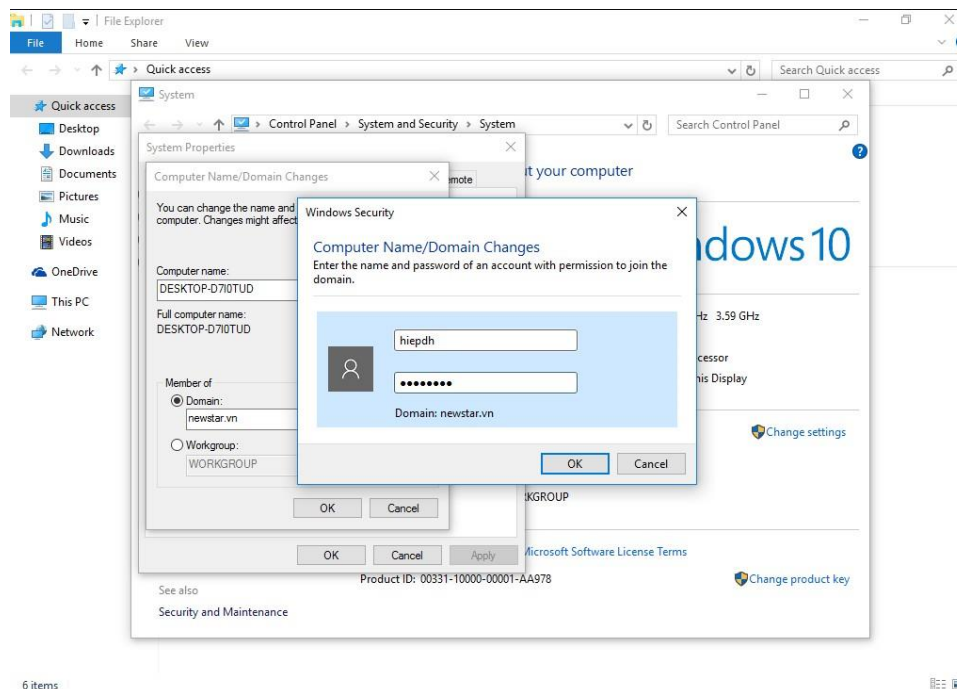 File Explorer
File Home Share View
Quick access
Search Quick access
Quick access
Desktop
Downloads
Documents
Pictures
Music
Videos
OneDrive
This PC
Network
6 items
System
Control Panel System and Security System
Search Control Panel
your computer
dows 10
Hz 3.59 GHz
Display
Change settings
Microsoft Software License Terms
Product ID: 00331-10000-00001-AA978
Change product key
See also
Security and Maintenance
System Properties
OK Cancel Apply
Computer Name/Domain Changes
You can change the name and
computer. Changes might affect
Computer name:
DESKTOP-D7I0TUD
Full computer name:
DESKTOP-D7I0TUD
Member of
Domain:
newstar.vn
Workgroup:
WORKGROUP
OK Cancel
Windows Security
Computer Name/Domain Changes
Enter the name and password of an account with permission to join the
domain.
hiepdh
Domain: newstar.vn
OK Cancel